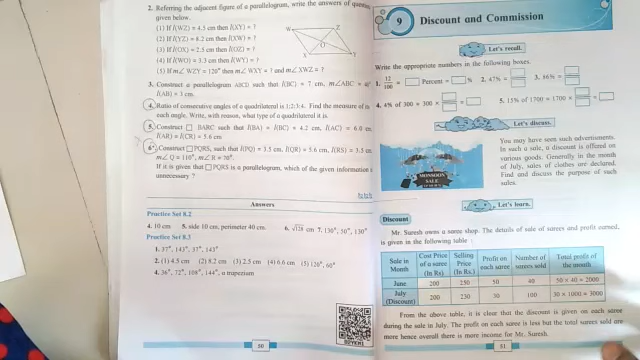 2. Referring the adjacent figure of a parallelogram, write the answers of
given below.
(1) If l(WZ) = 4.5 cm then l(XY) = ?
(2) If l(YZ) = 8.2 cm then l(XW) = ?
(3) If l(OX) = 2.5 cm then l(OZ) = ?
(4) If l(WO) = 3.3 cm then l(WY) = ?
(5) If m∠ WZY = 120° then m∠ WXY = ? and m∠ XWZ = ?
W
Z
O
X
Y
3. Construct a parallelogram ABCD such that l(BC) = 7 cm, m∠ABC = 40°
l(AB) = 3 cm.
4. Ratio of consecutive angles of a quadrilateral is 1:2:3:4. Find the measure of its
each angle. Write, with reason, what type of a quadrilateral it is.
5. Construct □ BARC such that l(BA) = l(BC) = 4.2 cm, l(AC) = 6.0 cm
l(AR) = l(CR) = 5.6 cm
6. Construct □ PQRS, such that l(PQ) = 3.5 cm, l(QR) = 5.6 cm, l(RS) = 3.5 cm
m∠ Q = 110°, m∠ R = 70°.
If it is given that □ PQRS is a parallelogram, which of the given information is
unnecessary ?
Answers
Practice Set 8.2
4. 10 cm 5. side 10 cm, perimeter 40 cm. 6. √128 cm 7. 130°, 50°, 130°
Practice Set 8.3
1. 37°, 143°, 37°, 143°
2. (1) 4.5 cm (2) 8.2 cm (3) 2.5 cm (4) 6.6 cm (5) 120°, 60°
4. 36°, 72°, 108°, 144°, a trapezium
80
9 Discount and Commission
Let's recall.
Write the appropriate numbers in the following boxes.
1. 12/100 = □ Percent = □ % 2. 47% = □/□ 3. 86% = □/□
4. 4% of 300 = 300 × □/□ = □ 5. 15% of 1700 = 1700 × □/□ = □
Let's discuss.
MONSOON
SALE
You may have seen such advertisments.
In such a sale, a discount is offered on
various goods. Generally in the month
of July, sales of clothes are declared.
Find and discuss the purpose of such
sales.
Let's learn.
Discount
Mr. Suresh owns a saree shop. The details of sale of sarees and profit earned,
is given in the following table :
Sale in Month | Cost Price of a saree (In Rs) | Selling Price (In Rs.) | Profit on each saree | Number of sarees sold | Total profit of the month
June | 200 | 250 | 50 | 40 | 50 × 40 = 2000
July (Discount) | 200 | 230 | 30 | 100 | 30 × 1000 = 3000
From the above table, it is clear that the discount is given on each saree
during the sale in July. The profit on each saree is less but the total sarees sold are
more hence overall there is more income for Mr. Suresh.
81